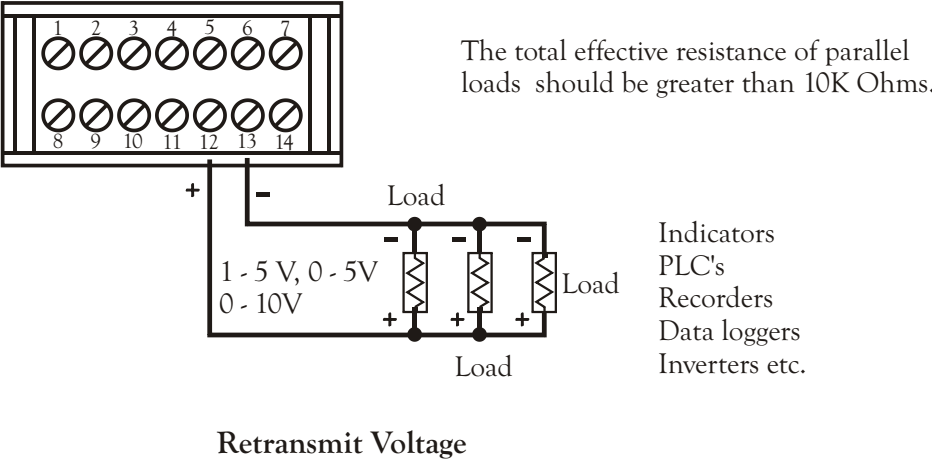 1 2 3 4 5 6 7
The total effective resistance of parallel
loads should be greater than 10K Ohms.
8 9 10 11 12 13 14
+ -
Load
- - -
1 - 5 V, 0 - 5V
0 - 10V
Load
+ + +
Load
Indicators
PLC's
Recorders
Data loggers
Inverters etc.
Retransmit Voltage